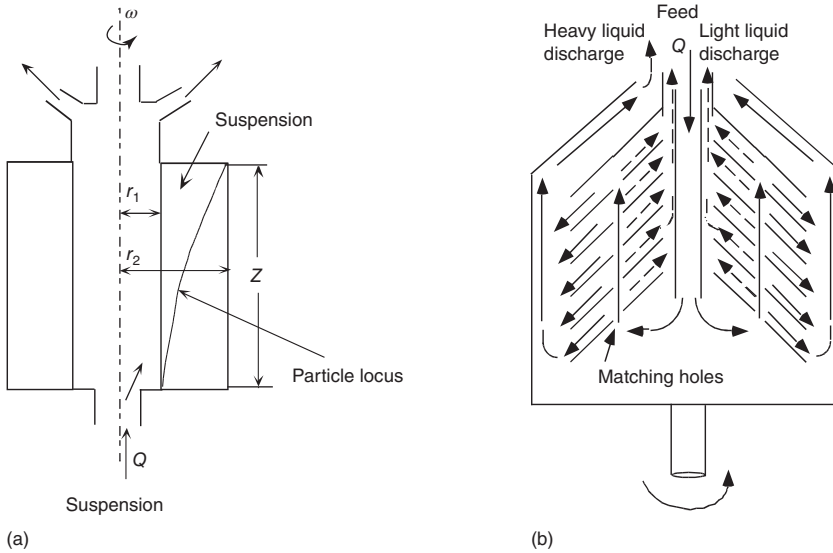 ω
Suspension
r1
r2
Z
Particle locus
Q
Suspension
(a)
Feed
Heavy liquid
discharge
Q
Light liquid
discharge
Matching holes
(b)